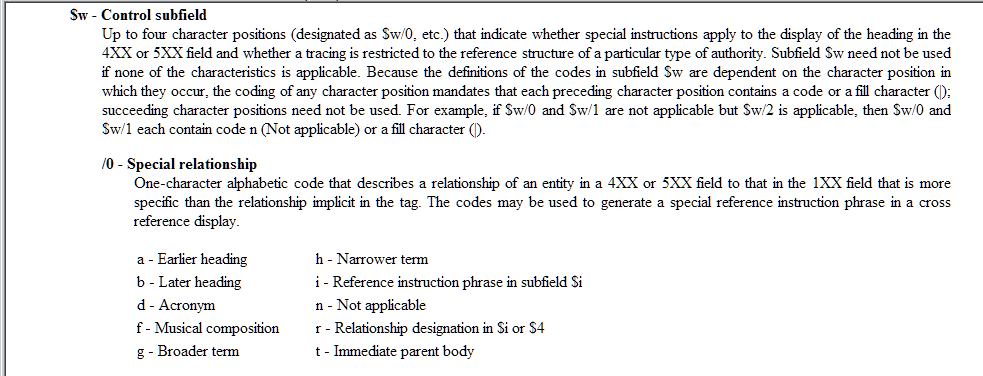 $w - Control subfield
Up to four character positions (designated as $w/0, etc.) that indicate whether special instructions apply to the display of the heading in the
4XX or 5XX field and whether a tracing is restricted to the reference structure of a particular type of authority. Subfield $w need not be used
if none of the characteristics is applicable. Because the definitions of the codes in subfield $w are dependent on the character position in
which they occur, the coding of any character position mandates that each preceding character position contains a code or a fill character (|);
succeeding character positions need not be used. For example, if $w/0 and $w/1 are not applicable but $w/2 is applicable, then $w/0 and
$w/1 each contain code n (Not applicable) or a fill character (|).
/0 - Special relationship
One-character alphabetic code that describes a relationship of an entity in a 4XX or 5XX field to that in the 1XX field that is more
specific than the relationship implicit in the tag. The codes may be used to generate a special reference instruction phrase in a cross
reference display.
a - Earlier heading
b - Later heading
d - Acronym
f - Musical composition
g - Broader term
h - Narrower term
i - Reference instruction phrase in subfield $i
n - Not applicable
r - Relationship designation in $i or $4
t - Immediate parent body